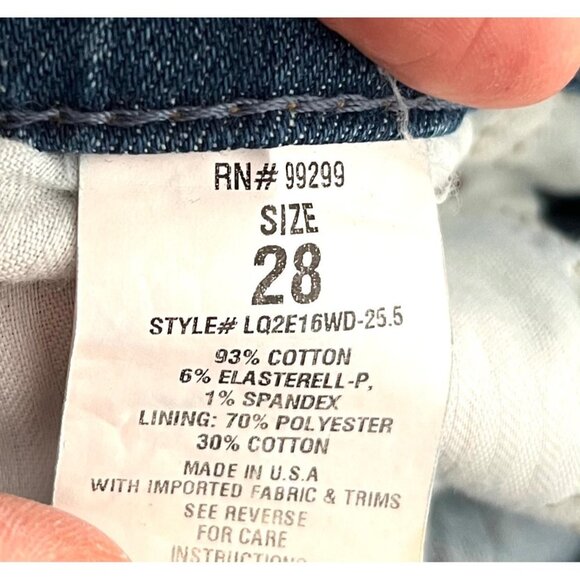 RN# 99299
SIZE
28
STYLE# LQ2E16WD-25.5
93% COTTON
6% ELASTERELL-P,
1% SPANDEX
LINING: 70% POLYESTER
30% COTTON
MADE IN U.S.A
WITH IMPORTED FABRIC & TRIMS
SEE REVERSE
FOR CARE
INSTRUCTIONS